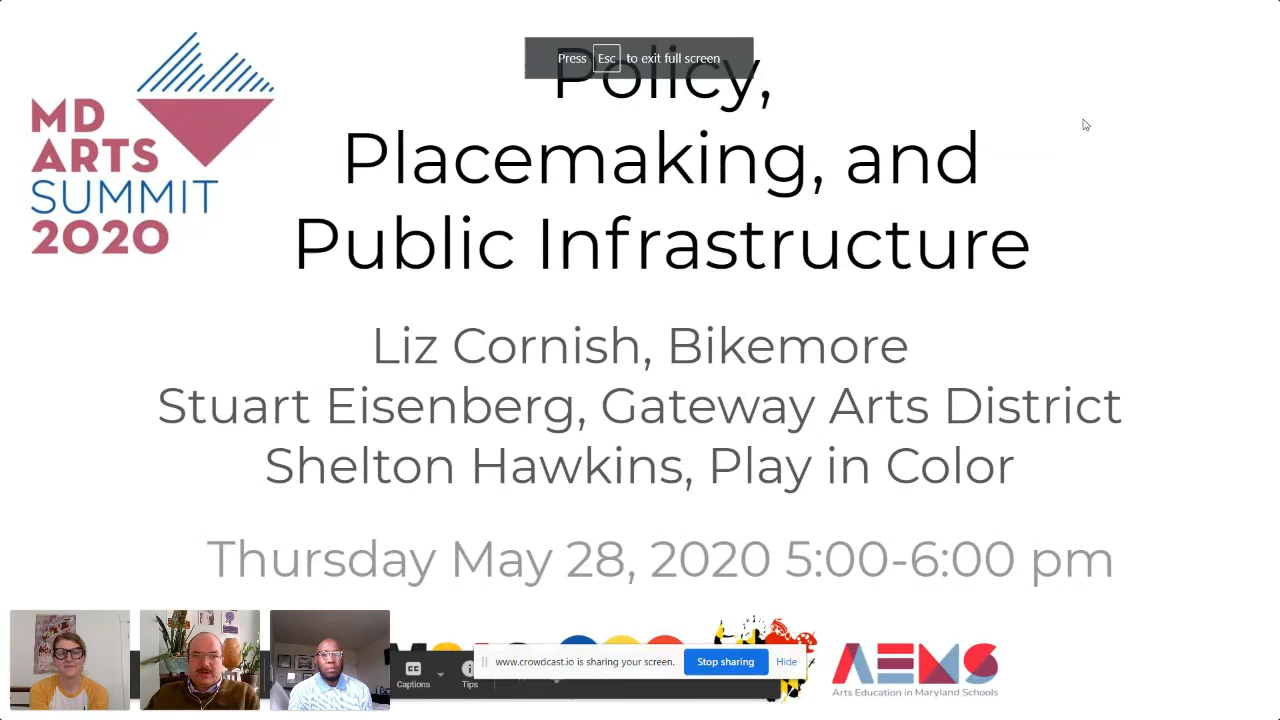 Press Esc to exit full screen
Policy,
MD
ARTS
SUMMIT
2020
Placemaking, and
Public Infrastructure
Liz Cornish, Bikemore
Stuart Eisenberg, Gateway Arts District
Shelton Hawkins, Play in Color
Thursday May 28, 2020 5:00-6:00 pm
CC
Captions
Tips
www.crowdcast.io is sharing your screen.
Stop sharing
Hide
AEMS
Arts Education in Maryland Schools